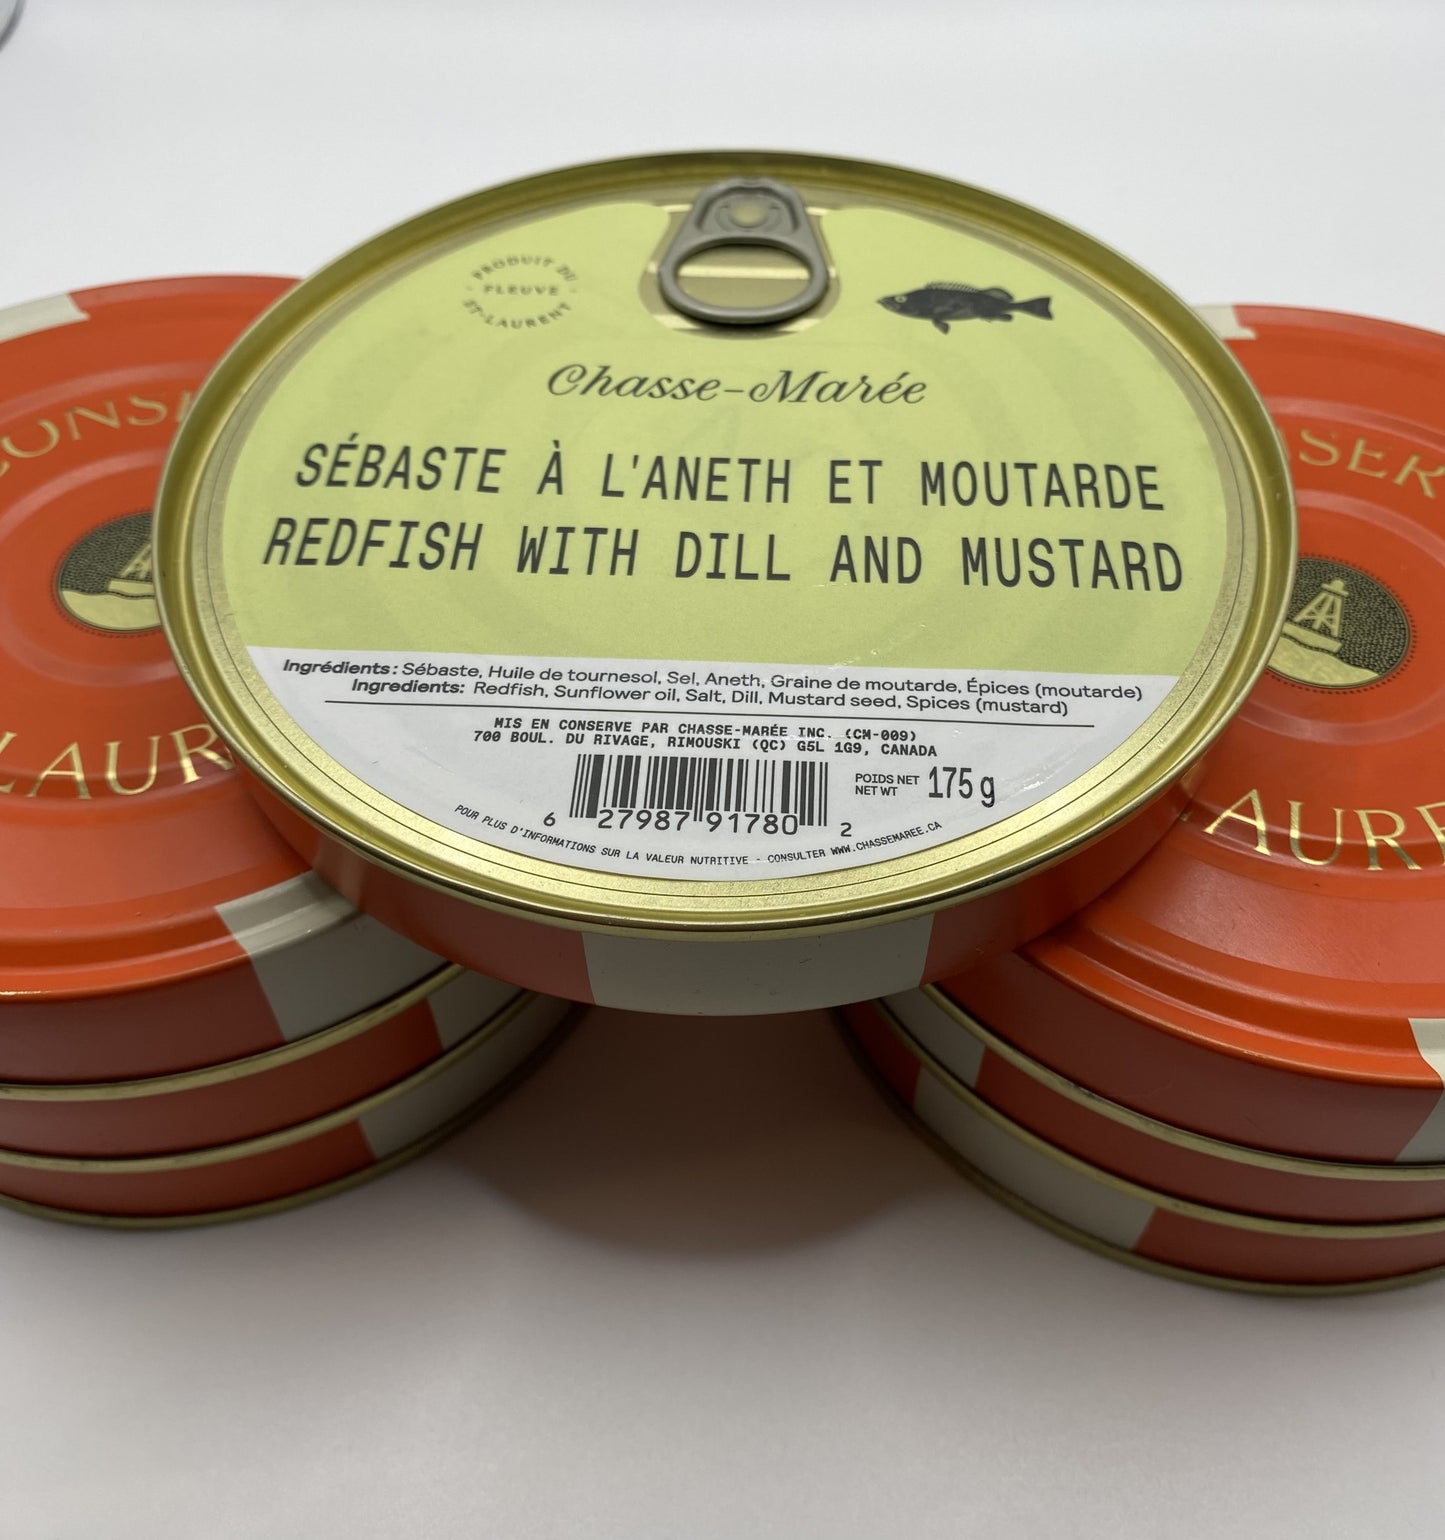 PRODUIT DU
FLEUVE
ST-LAURENT
Chasse-Marée
SÉBASTE À L'ANETH ET MOUTARDE
REDFISH WITH DILL AND MUSTARD
Ingrédients: Sébaste, Huile de tournesol, Sel, Aneth, Graine de moutarde, Épices (moutarde)
Ingredients: Redfish, Sunflower oil, Salt, Dill, Mustard seed, Spices (mustard)
MIS EN CONSERVE PAR CHASSE-MARÉE INC. (CM-009)
700 BOUL. DU RIVAGE, RIMOUSKI (QC) G5L 1G9, CANADA
POIDS NET
NET WT
175 g
6 27987 91780 2
POUR PLUS D'INFORMATIONS SUR LA VALEUR NUTRITIVE - CONSULTER WWW.CHASSEMAREE.CA
CONS
LAUR
SER
LAURE